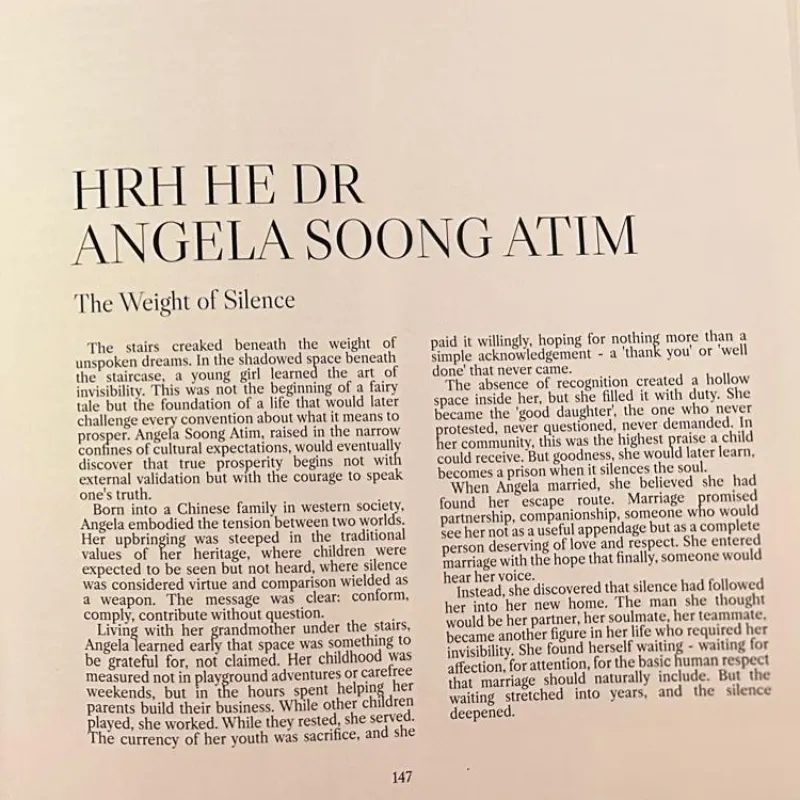 HRH HE DR
ANGELA SOONG ATIM
The Weight of Silence
The stairs creaked beneath the weight of
unspoken dreams. In the shadowed space beneath
the staircase, a young girl learned the art of
invisibility. This was not the beginning of a fairy
tale but the foundation of a life that would later
challenge every convention about what it means to
prosper. Angela Soong Atim, raised in the narrow
confines of cultural expectations, would eventually
discover that true prosperity begins not with
external validation but with the courage to speak
one's truth.
Born into a Chinese family in western society,
Angela embodied the tension between two worlds.
Her upbringing was steeped in the traditional
values of her heritage, where children were
expected to be seen but not heard, where silence
was considered virtue and comparison wielded as
a weapon. The message was clear: conform,
comply, contribute without question.
Living with her grandmother under the stairs,
Angela learned early that space was something to
be grateful for, not claimed. Her childhood was
measured not in playground adventures or carefree
weekends, but in the hours spent helping her
parents build their business. While other children
played, she worked. While they rested, she served.
The currency of her youth was sacrifice, and she
paid it willingly, hoping for nothing more than a
simple acknowledgement - a 'thank you' or 'well
done' that never came.
The absence of recognition created a hollow
space inside her, but she filled it with duty. She
became the 'good daughter', the one who never
protested, never questioned, never demanded. In
her community, this was the highest praise a child
could receive. But goodness, she would later learn,
becomes a prison when it silences the soul.
When Angela married, she believed she had
found her escape route. Marriage promised
partnership, companionship, someone who would
see her not as a useful appendage but as a complete
person deserving of love and respect. She entered
marriage with the hope that finally, someone would
hear her voice.
Instead, she discovered that silence had followed
her into her new home. The man she thought
would be her partner, her soulmate, her teammate,
became another figure in her life who required her
invisibility. She found herself waiting - waiting for
affection, for attention, for the basic human respect
that marriage should naturally include. But the
waiting stretched into years, and the silence
deepened.
147